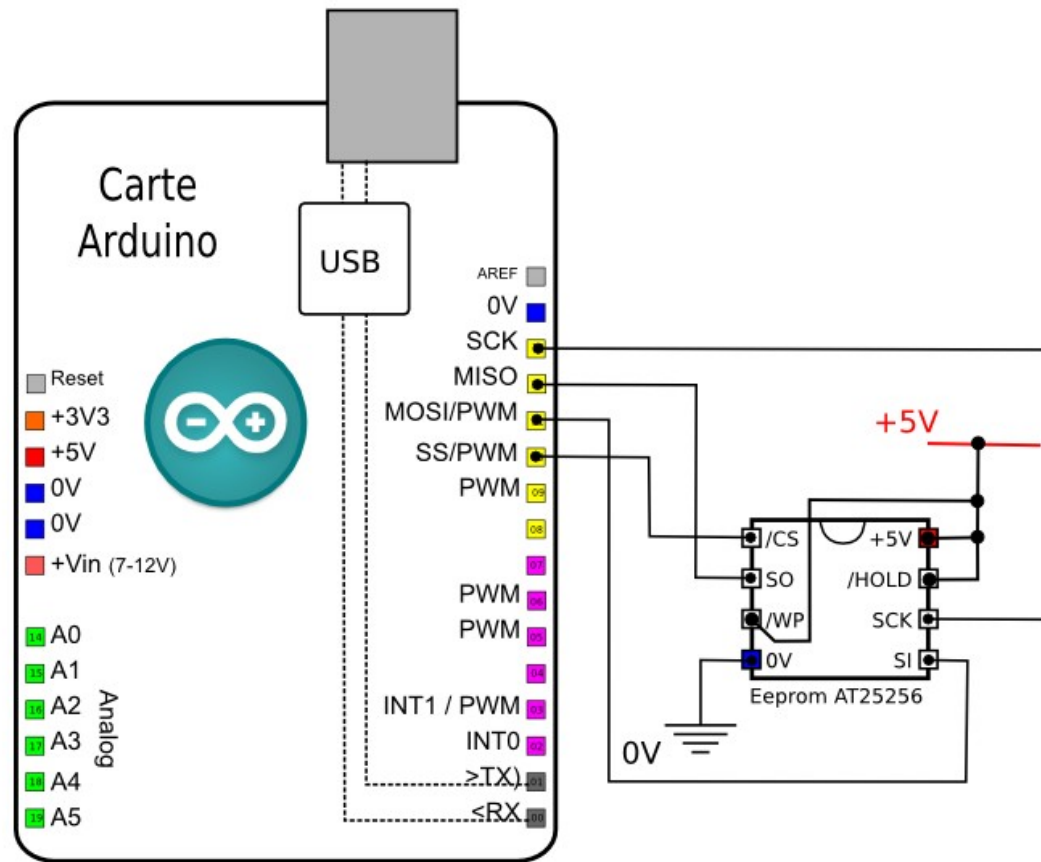 Carte
Arduino
USB
AREF
0V
SCK
MISO
MOSI/PWM
SS/PWM
PWM 09
08
07
PWM 06
PWM 05
04
INT1 / PWM 03
INT0 02
>TX) 01
<RX 00
Reset
+3V3
+5V
0V
0V
+Vin (7-12V)
14 A0
15 A1
16 A2
17 A3
18 A4
19 A5
Analog
+5V
/CS
SO
/WP
0V
+5V
/HOLD
SCK
SI
Eeprom AT25256
0V